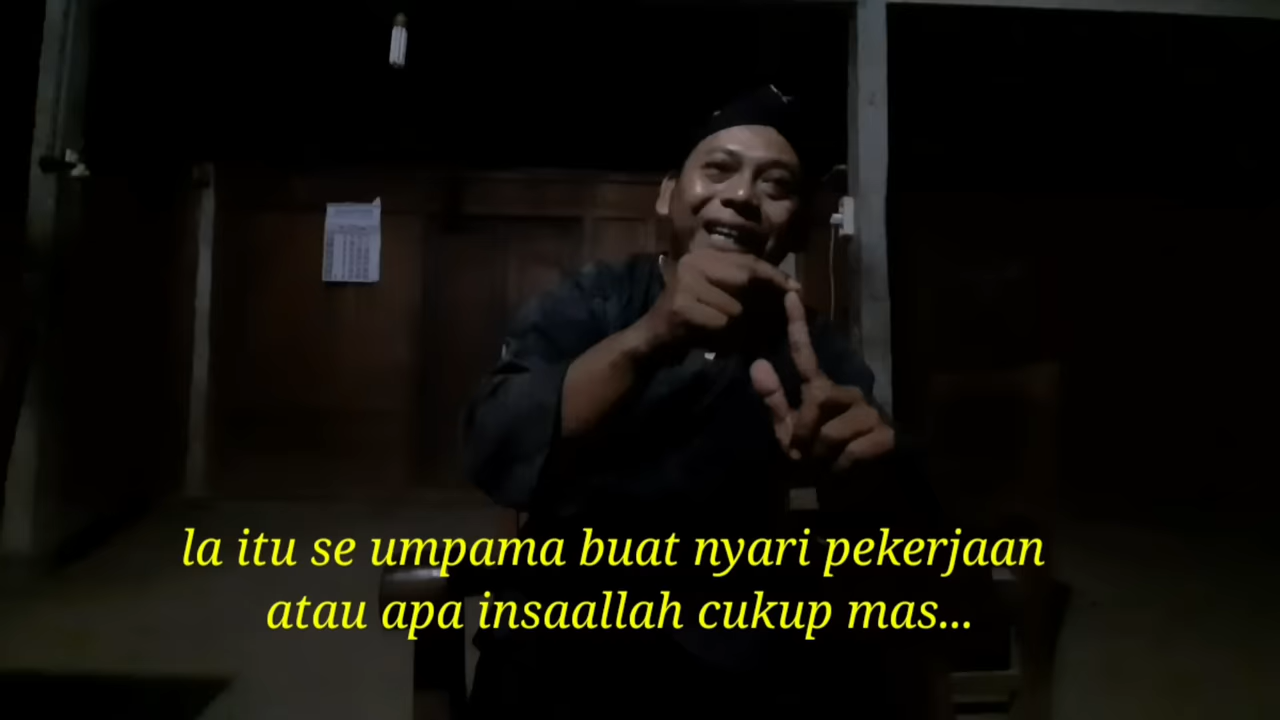 la itu se umpama buat nyari pekerjaan
atau apa insaallah cukup mas...